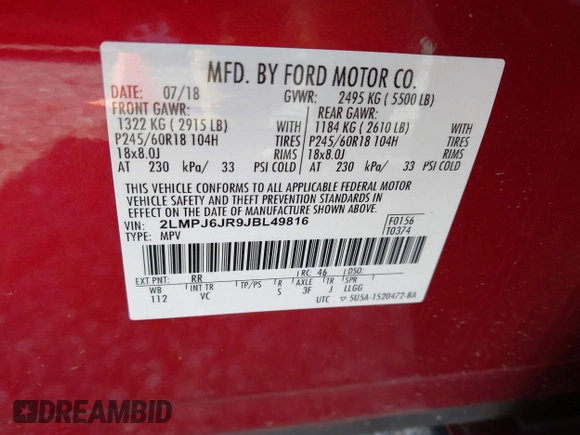 MFD. BY FORD MOTOR CO.
DATE: 07/18 GVWR: 2495 KG ( 5500 LB)
FRONT GAWR: REAR GAWR:
1322 KG ( 2915 LB) WITH 1184 KG ( 2610 LB) WITH
P245/60R18 104H TIRES P245/60R18 104H TIRES
18x8.0J RIMS 18x8.0J RIMS
AT 230 kPa/ 33 PSI COLD AT 230 kPa/ 33 PSI COLD
THIS VEHICLE CONFORMS TO ALL APPLICABLE FEDERAL MOTOR
VEHICLE SAFETY AND THEFT PREVENTION STANDARDS IN
EFFECT ON THE DATE OF MANUFACTURE SHOWN ABOVE.
VIN: 2LMPJ6JR9JBL49816 F0156
TYPE: MPV T0374
EXT PNT: RR RC: 46 DSO:
WB INT TR TP/PS R AXLE TR SPR
112 VC S 3F J LLGG
UTC ▽ 5U5A-1520472-BA
DREAMBID